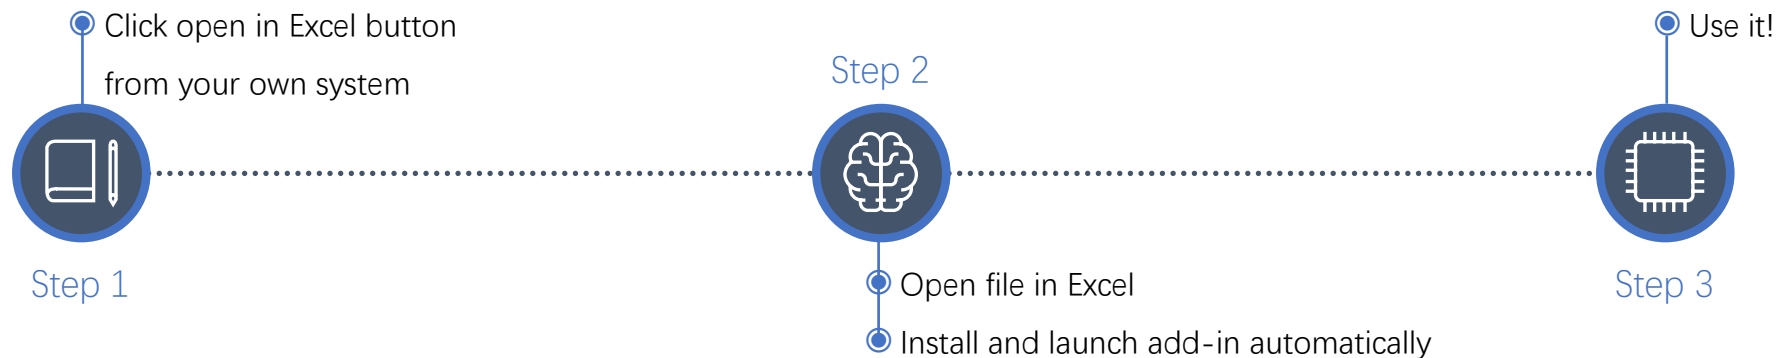 Click open in Excel button
from your own system
Step 1
Step 2
Open file in Excel
Install and launch add-in automatically
Use it!
Step 3